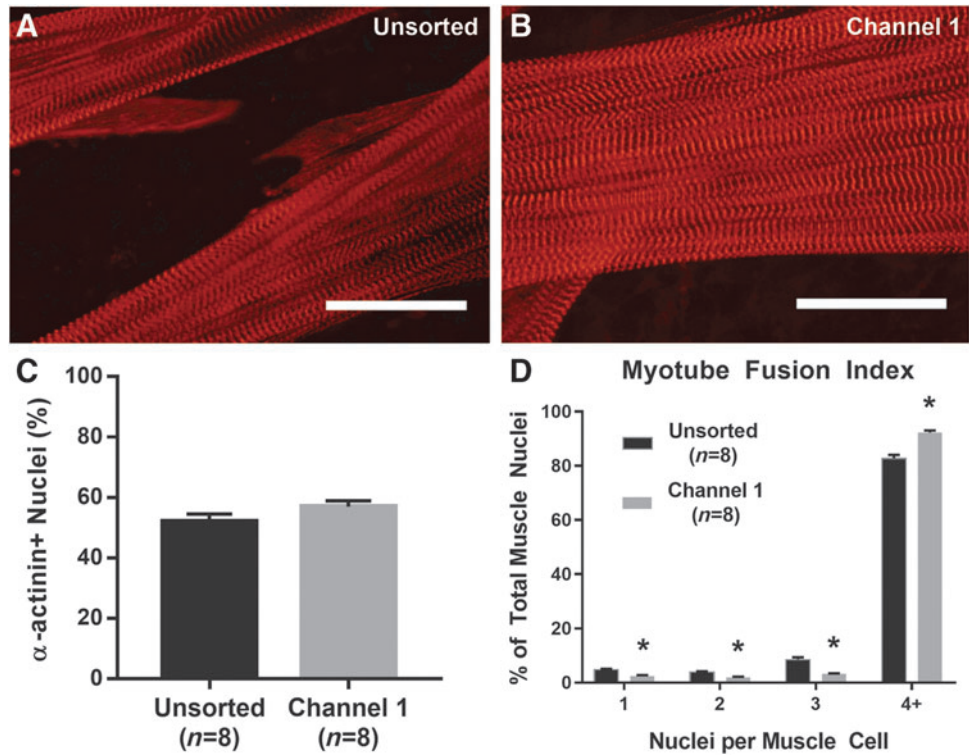 A
Unsorted
B
Channel 1
C
α-actinin+ Nuclei (%)
100
80
60
40
20
0
Unsorted
(n=8)
Channel 1
(n=8)
D
Myotube Fusion Index
% of Total Muscle Nuclei
100
80
60
40
20
0
Unsorted
(n=8)
Channel 1
(n=8)
*
*
*
*
1
2
3
4+
Nuclei per Muscle Cell